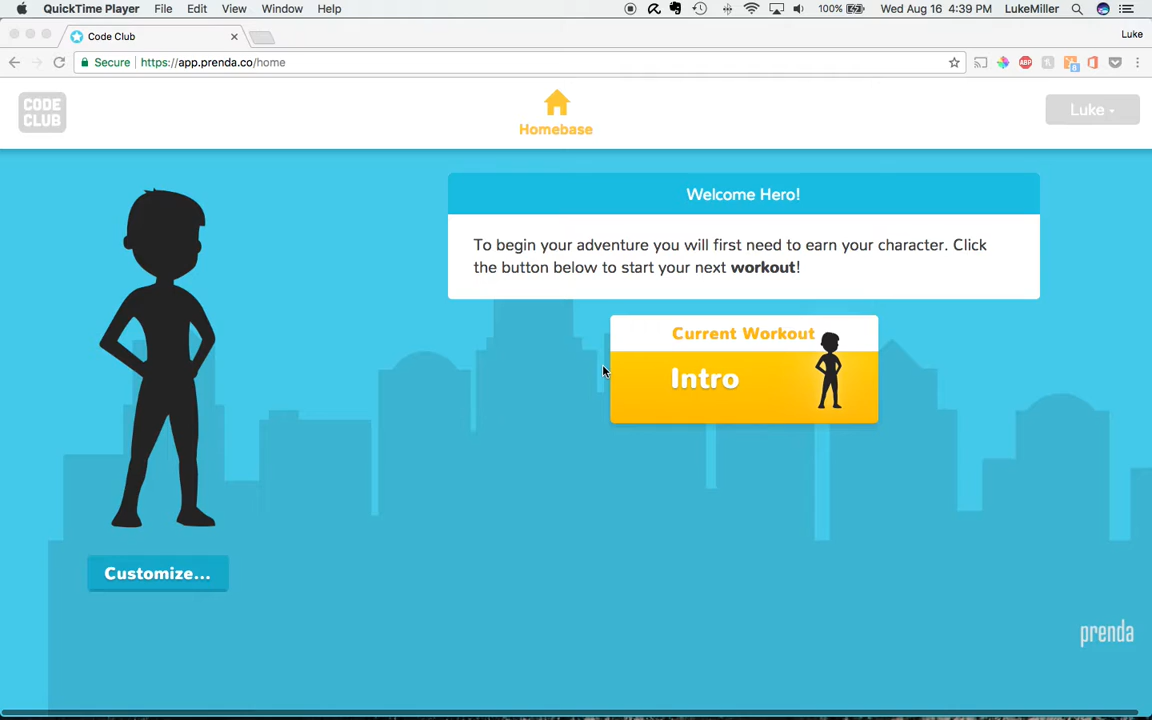 QuickTime Player File Edit View Window Help 100% Wed Aug 16 4:39 PM LukeMiller
Code Club Luke
Secure https://app.prenda.co/home ABP
CODE
CLUB
Homebase
Luke
Welcome Hero!
To begin your adventure you will first need to earn your character. Click
the button below to start your next workout!
Current Workout
Intro
Customize...
prenda